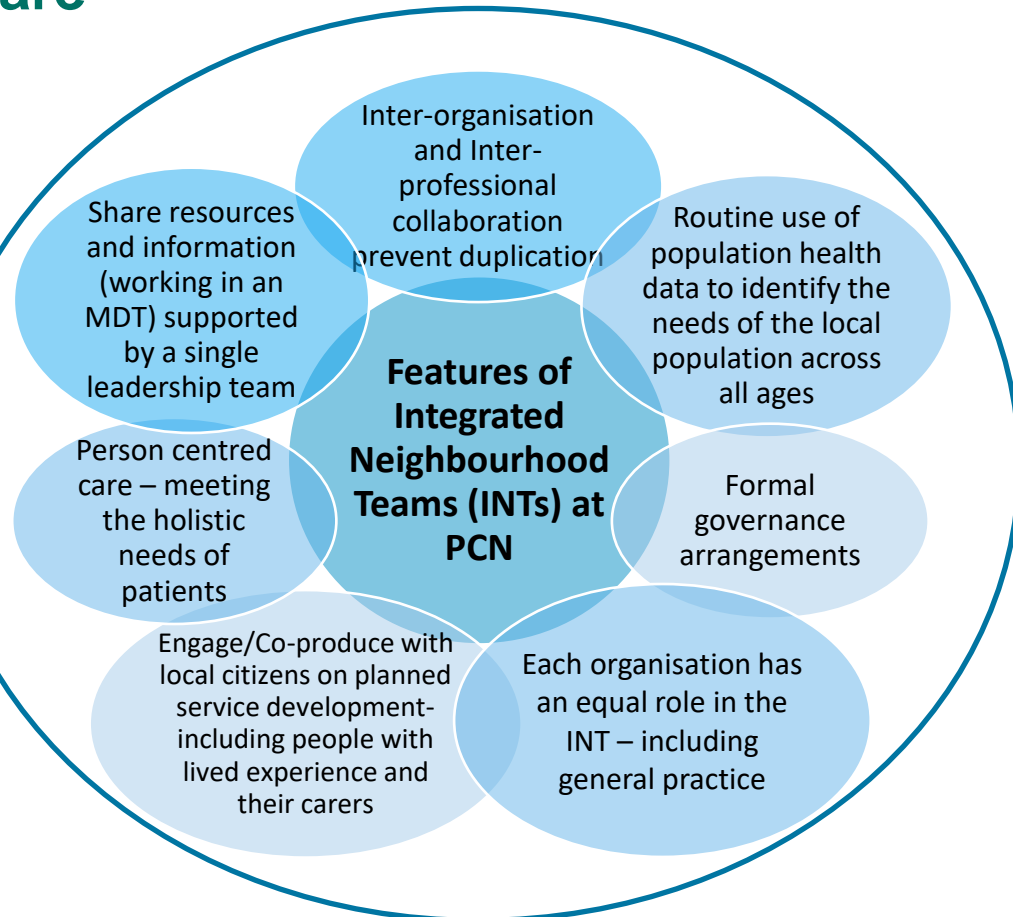 Inter-organisation
and Inter-
professional
collaboration
prevent duplication
Routine use of
population health
data to identify the
needs of the local
population across
all ages
Formal
governance
arrangements
Each organisation has
an equal role in the
INT – including
general practice
Engage/Co-produce with
local citizens on planned
service development-
including people with
lived experience and
their carers
Person centred
care – meeting
the holistic
needs of
patients
Share resources
and information
(working in an
MDT) supported
by a single
leadership team
Features of
Integrated
Neighbourhood
Teams (INTs) at
PCN